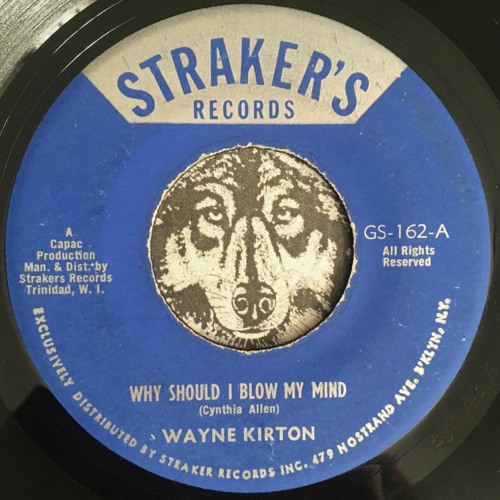 STRAKER'S
RECORDS
A
Capac
Production
Man. & Dist. by
Strakers Records
Trinidad, W. I.
GS-162-A
All Rights
Reserved
WHY SHOULD I BLOW MY MIND
(Cynthia Allen)
WAYNE KIRTON
EXCLUSIVELY DISTRIBUTED BY STRAKER RECORDS INC. 479 NOSTRAND AVE. BKLYN, N.Y.